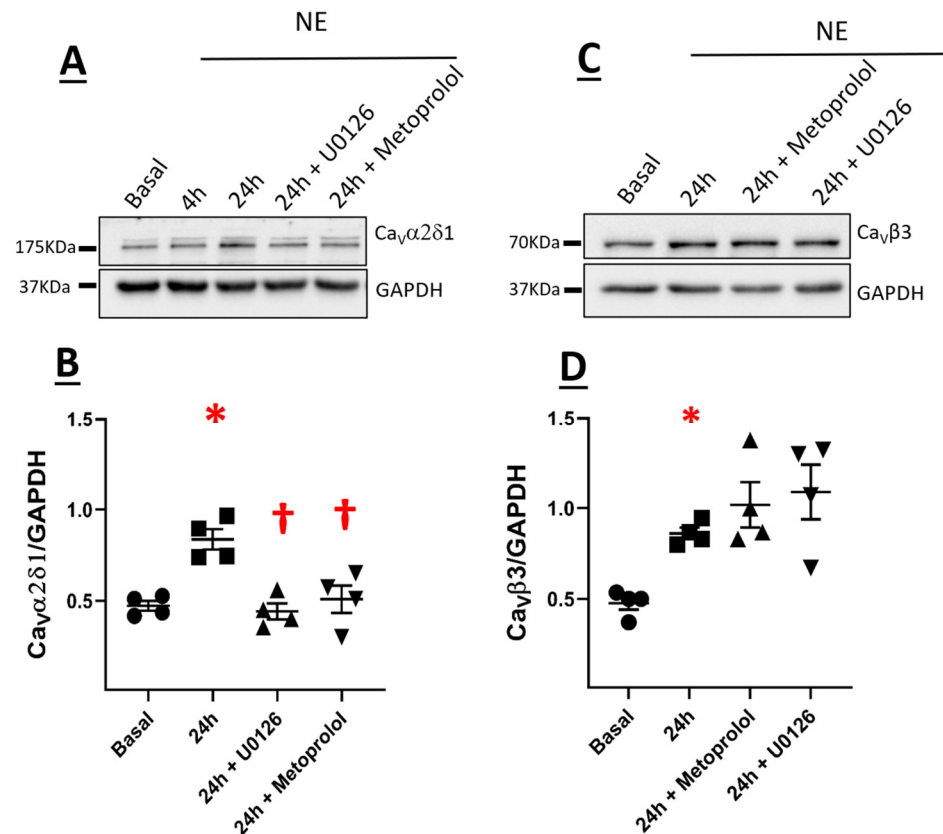 A
NE
Basal
4h
24h
24h + U0126
24h + Metoprolol
175KDa
Caᵥα2δ1
37KDa
GAPDH
C
NE
Basal
24h
24h + Metoprolol
24h + U0126
70KDa
Caᵥβ3
37KDa
GAPDH
B
Caᵥα2δ1/GAPDH
1.5
1.0
0.5
*
†
†
Basal
24h
24h + U0126
24h + Metoprolol
D
Caᵥβ3/GAPDH
1.5
1.0
0.5
*
Basal
24h
24h + Metoprolol
24h + U0126